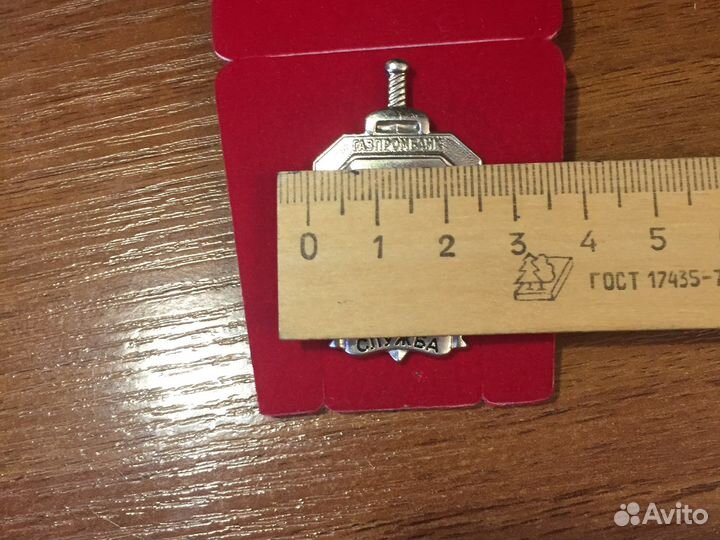 ГАЗПРОМБАНК
0 1 2 3 4 5
ГОСТ 17435-7
СЛУЖБА
Avito